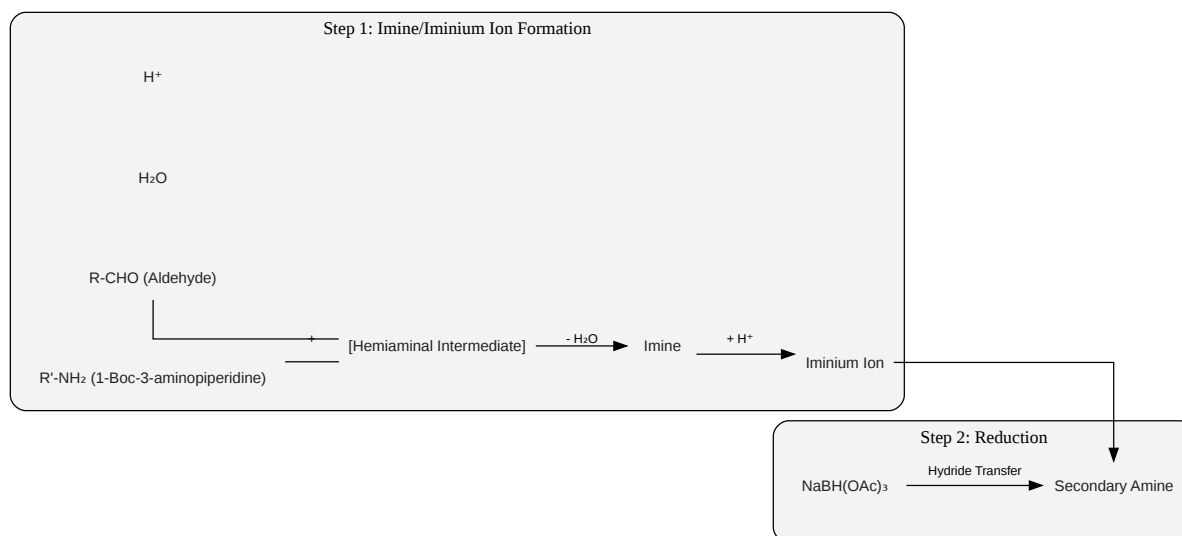 Step 1: Imine/Iminium Ion Formation
H⁺
H₂O
R-CHO (Aldehyde)
+
[Hemiaminal Intermediate]
- H₂O
Imine
+ H⁺
Iminium Ion
R'-NH₂ (1-Boc-3-aminopiperidine)
Step 2: Reduction
NaBH(OAc)₃
Hydride Transfer
Secondary Amine